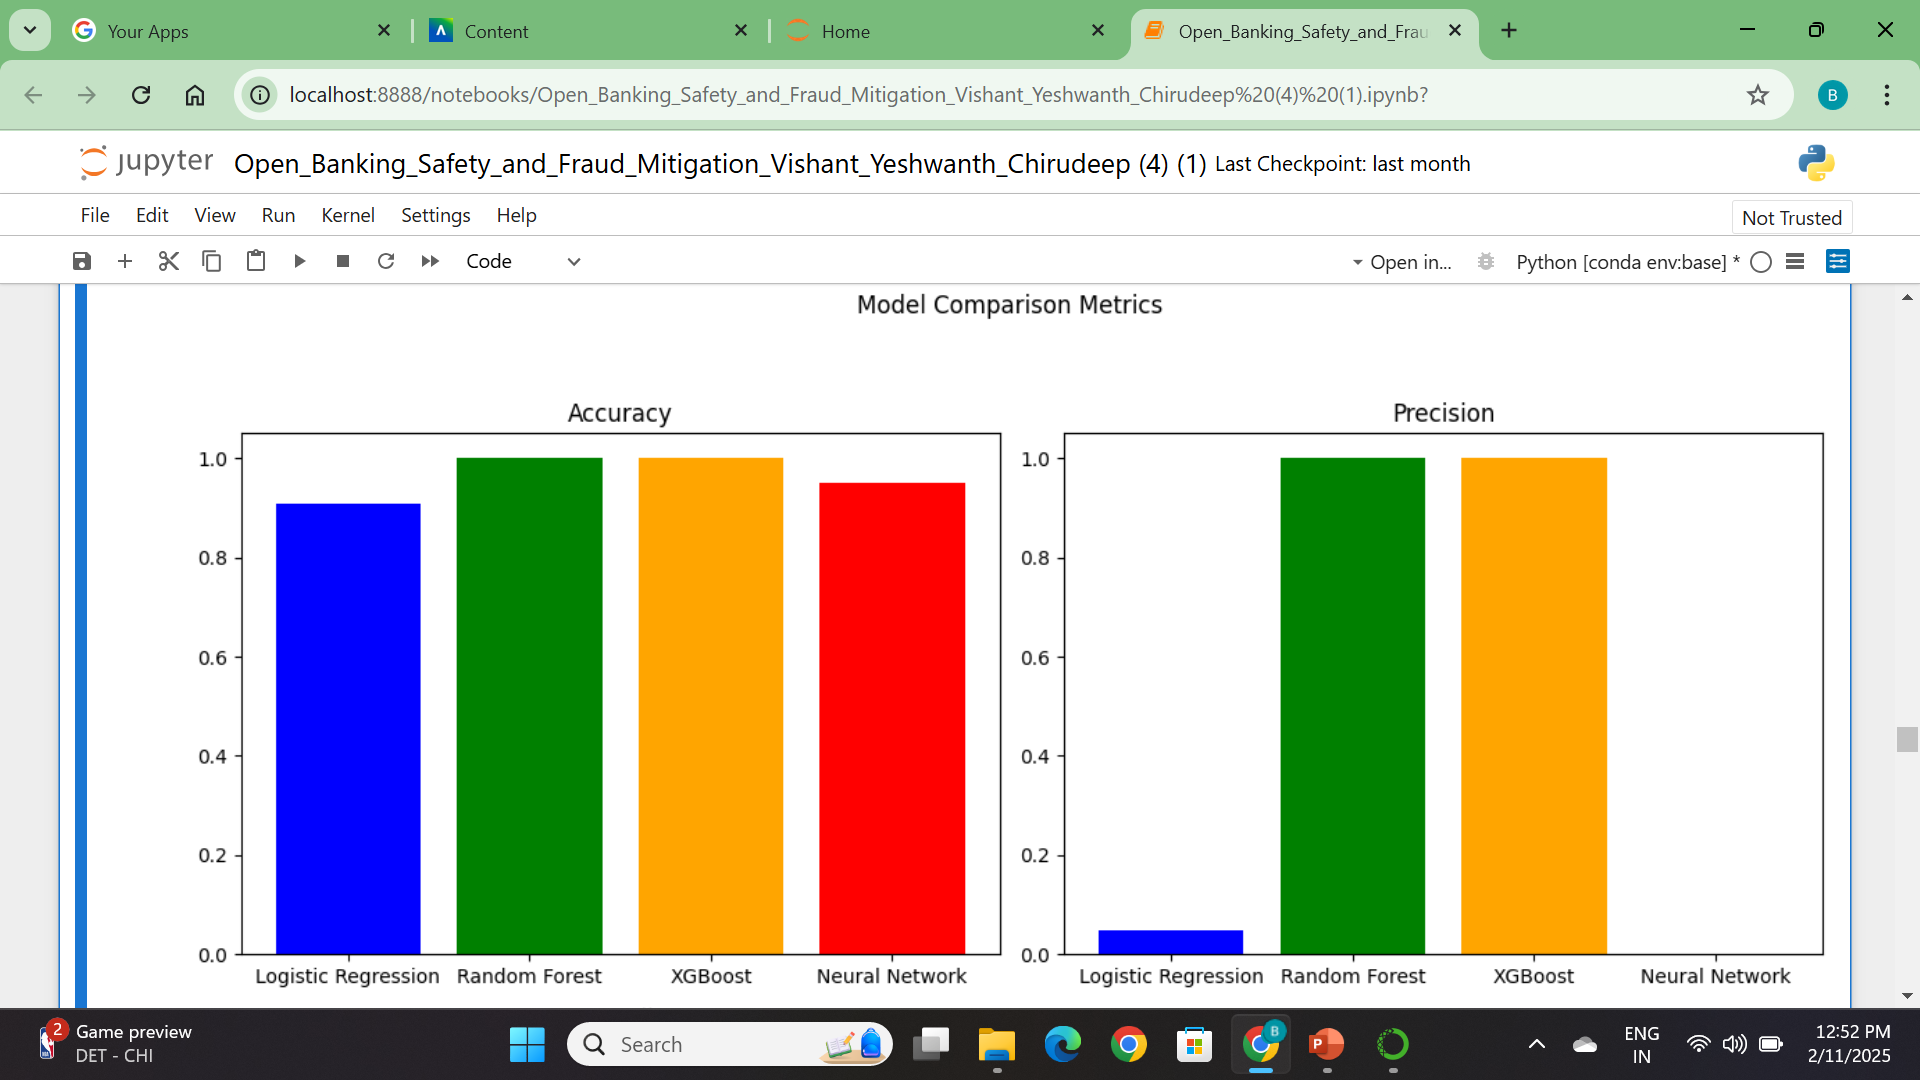 Your Apps
Content
Home
Open_Banking_Safety_and_Frau
localhost:8888/notebooks/Open_Banking_Safety_and_Fraud_Mitigation_Vishant_Yeshwanth_Chirudeep%20(4)%20(1).ipynb?
B
jupyter Open_Banking_Safety_and_Fraud_Mitigation_Vishant_Yeshwanth_Chirudeep (4) (1) Last Checkpoint: last month
File Edit View Run Kernel Settings Help
Not Trusted
Code
Open in...
Python [conda env:base] *
Model Comparison Metrics
Accuracy
1.0
0.8
0.6
0.4
0.2
0.0
Logistic Regression Random Forest XGBoost Neural Network
Precision
1.0
0.8
0.6
0.4
0.2
0.0
Logistic Regression Random Forest XGBoost Neural Network
2
Game preview
DET - CHI
Search
B
P
ENG
IN
12:52 PM
2/11/2025